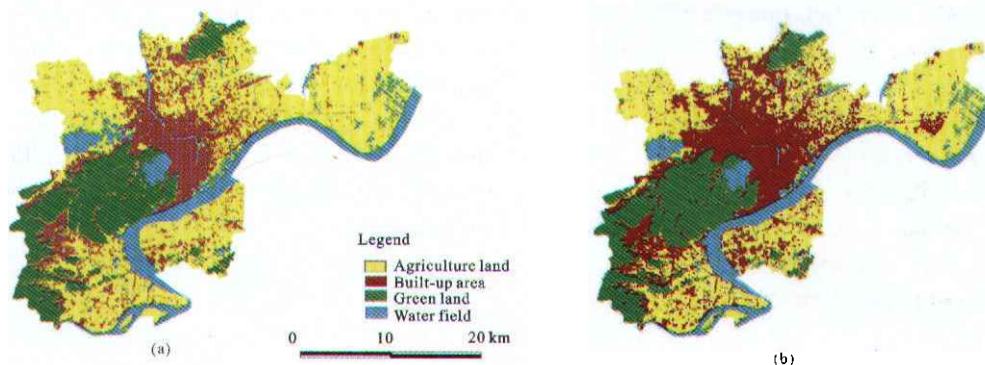 Legend
Agriculture land
Built-up area
Green land
Water field
0 10 20 km
(a)
(b)